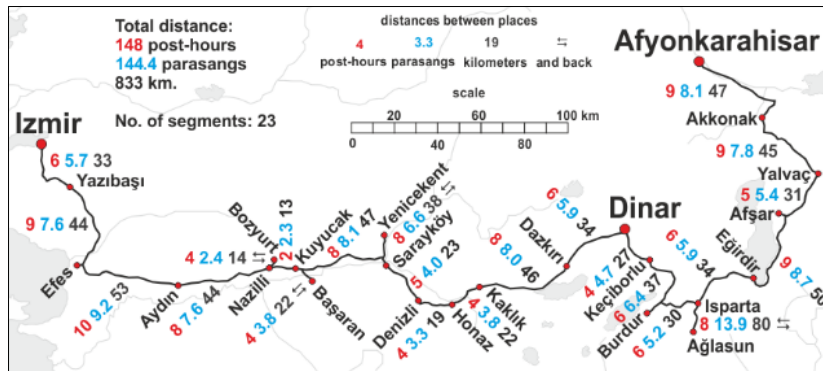 Total distance:
148 post-hours
144.4 parasangs
833 km.
No. of segments: 23
distances between places
4 3.3 19 ⇆
post-hours parasangs kilometers and back
scale
20 60 100 km
0 40 80
Izmir
6 5.7 33
Yazıbaşı
9 7.6 44
Efes
10 9.2 53
Aydın
8 7.6 44
Nazilli
4 2.4 14 ⇆
Bozyurt
2 2.3 13
Kuyucak
4 3.8 22 ⇆
Başaran
8 8.1 47
Yenicekent
8 6.6 38 ⇆
Sarayköy
5 4.0 23
Denizli
4 3.3 19
Honaz
4 3.8 22
Kaklık
8 8.0 46
Dazkırı
6 5.9 34
Dinar
4 4.7 27
Keçiborlu
6 6.4 37
Burdur
6 5.2 30
Isparta
8 13.9 80 ⇆
Ağlasun
6 5.9 34
Eğirdir
9 8.7 50
Afşar
5 5.4 31
Yalvaç
9 7.8 45
Akkonak
9 8.1 47
Afyonkarahisar